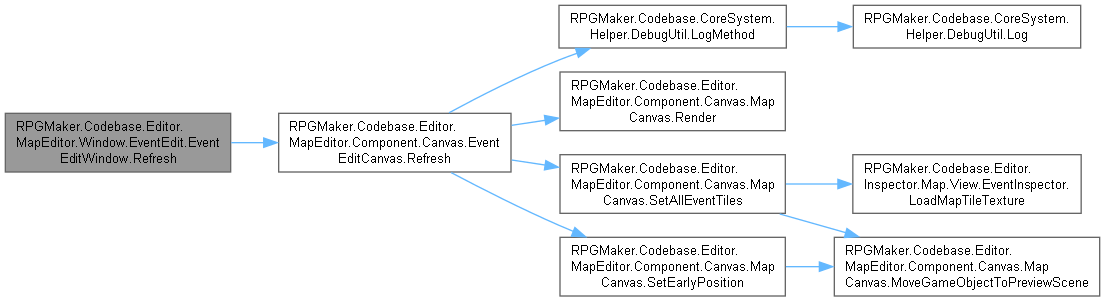 RPGMaker.Codebase.Editor.
MapEditor.Window.EventEdit.Event
EditWindow.Refresh
RPGMaker.Codebase.Editor.
MapEditor.Component.Canvas.Event
EditCanvas.Refresh
RPGMaker.Codebase.CoreSystem.
Helper.DebugUtil.LogMethod
RPGMaker.Codebase.CoreSystem.
Helper.DebugUtil.Log
RPGMaker.Codebase.Editor.
MapEditor.Component.Canvas.Map
Canvas.Render
RPGMaker.Codebase.Editor.
MapEditor.Component.Canvas.Map
Canvas.SetAllEventTiles
RPGMaker.Codebase.Editor.
Inspector.Map.View.EventInspector.
LoadMapTileTexture
RPGMaker.Codebase.Editor.
MapEditor.Component.Canvas.Map
Canvas.SetEarlyPosition
RPGMaker.Codebase.Editor.
MapEditor.Component.Canvas.Map
Canvas.MoveGameObjectToPreviewScene